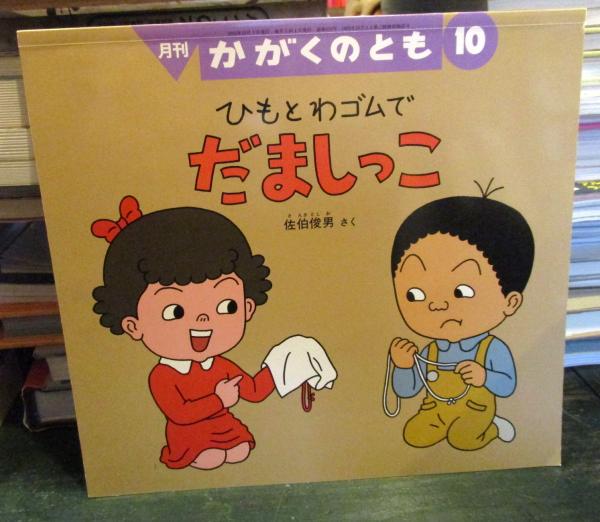 月刊 かがくのとも 10
ひもとわゴムで
だましっこ
佐伯俊男 さく